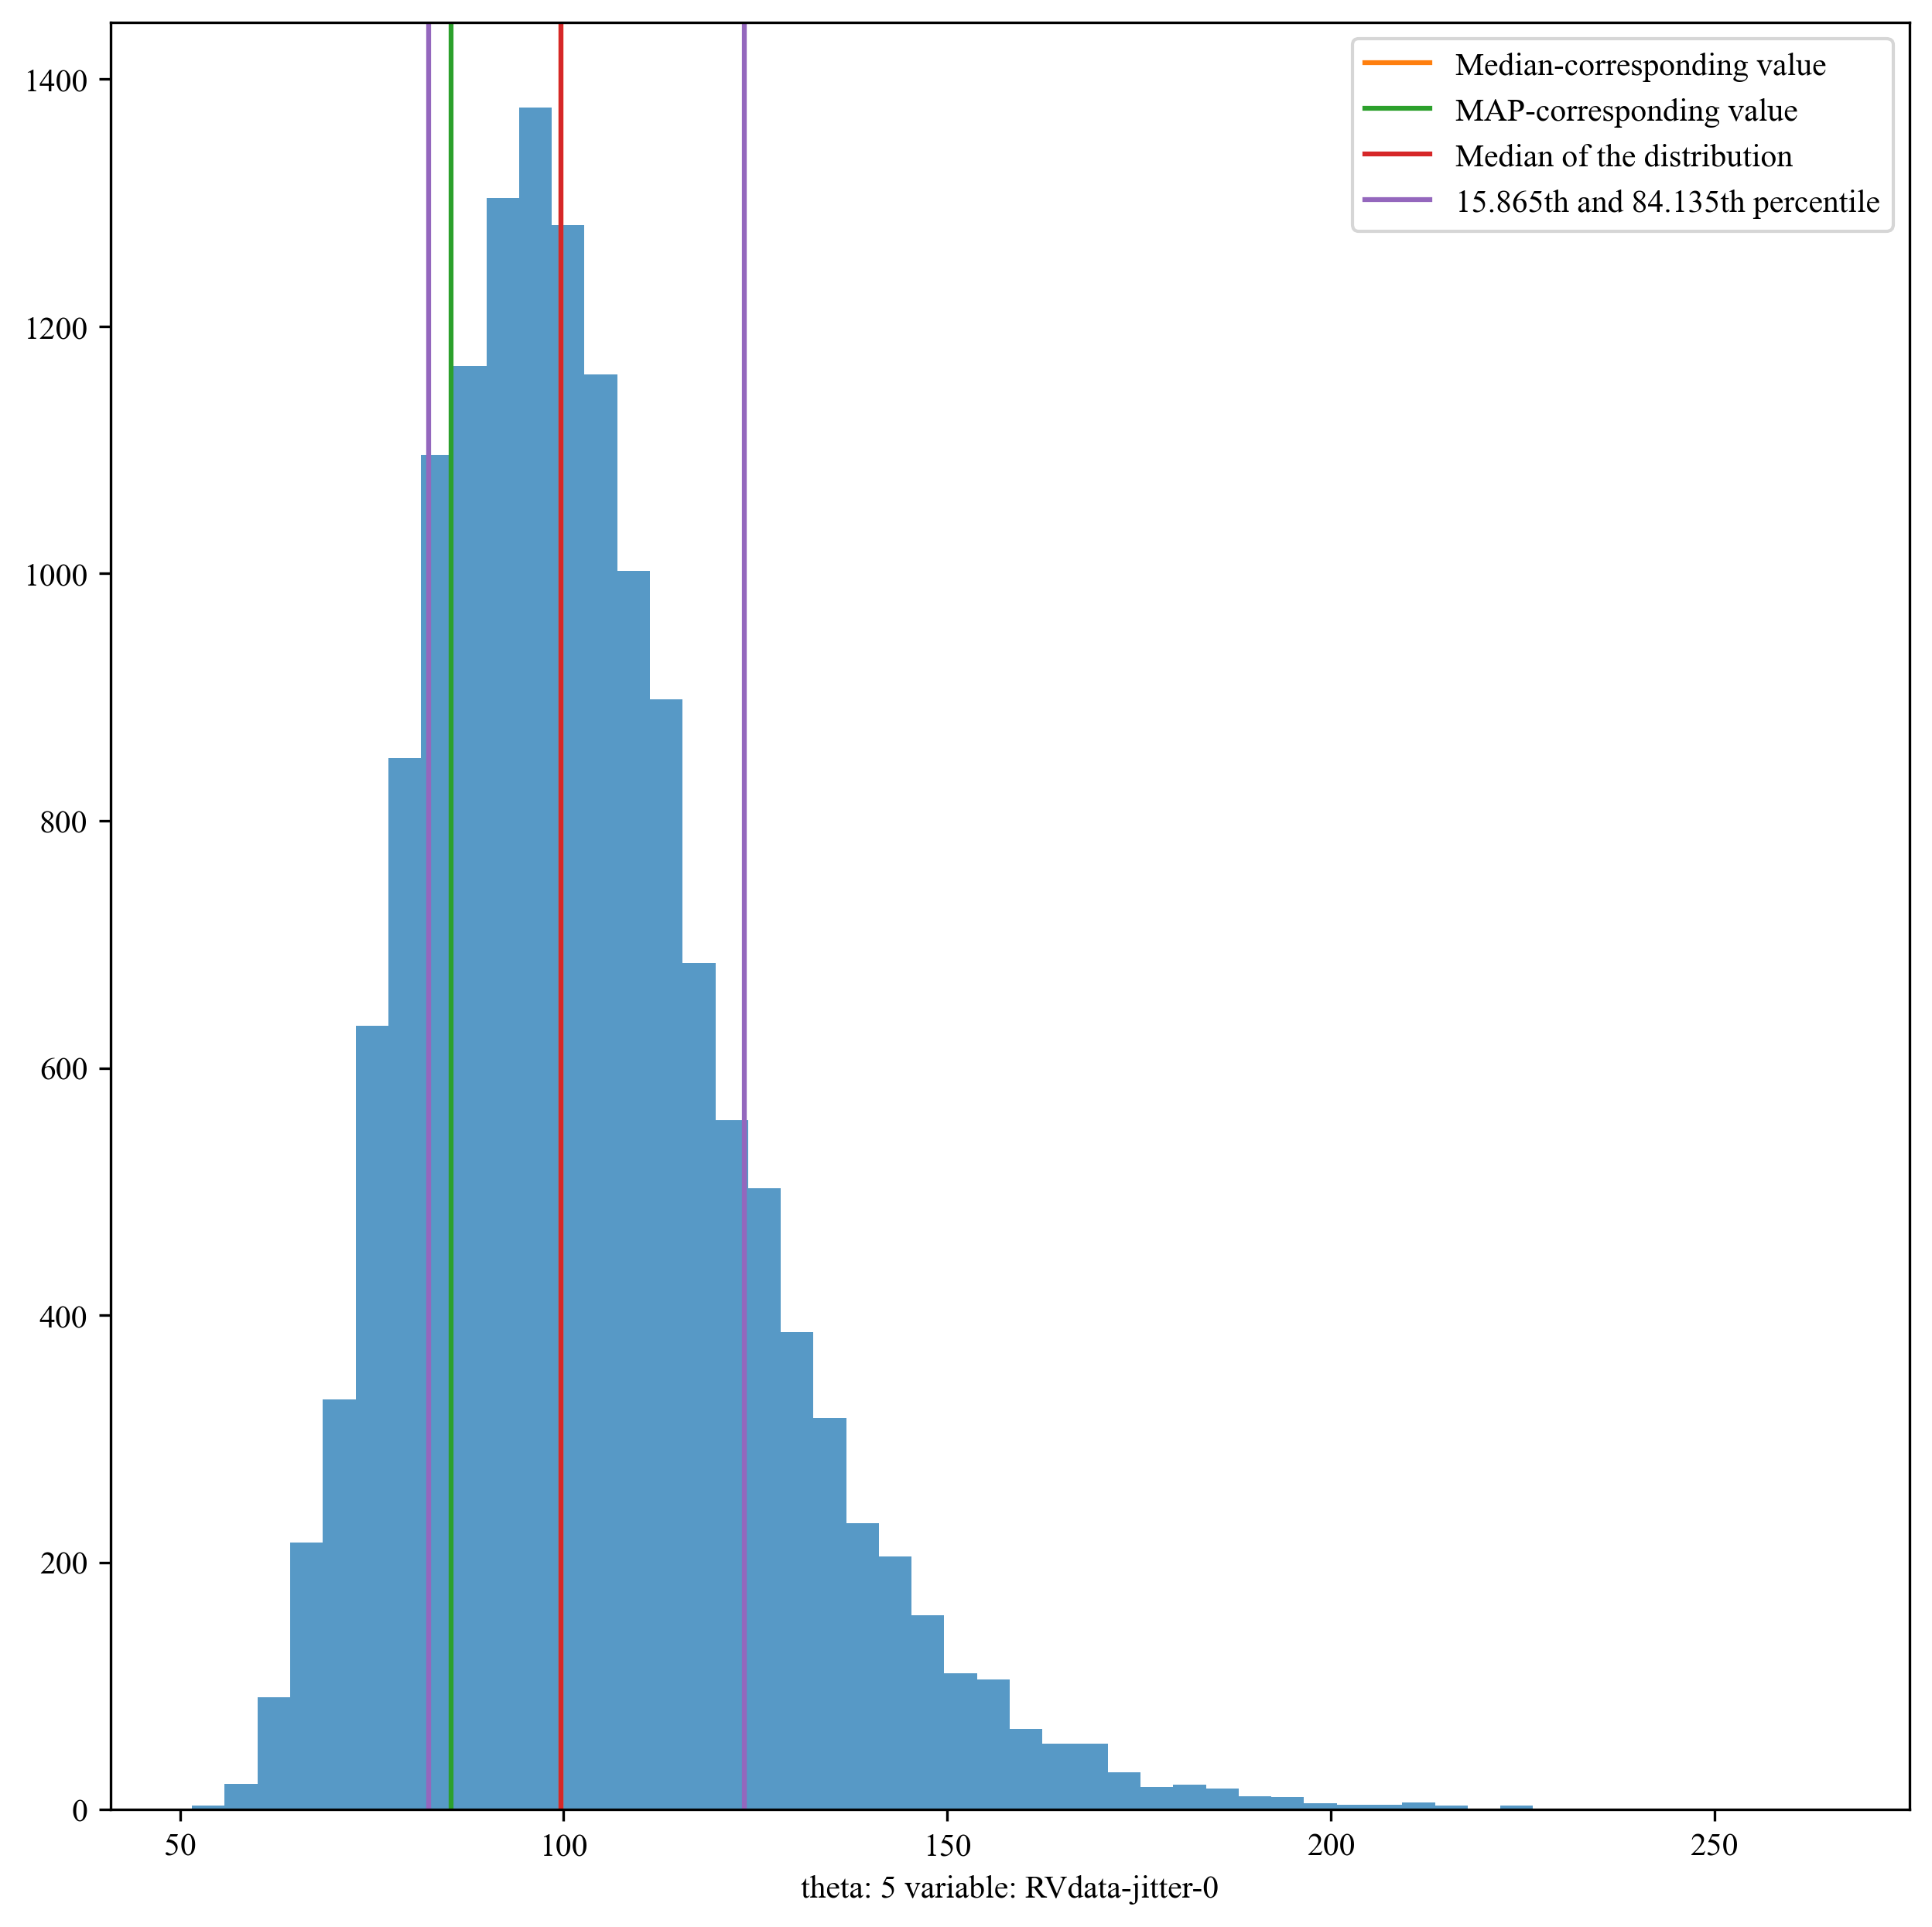 Median-corresponding value
MAP-corresponding value
Median of the distribution
15.865th and 84.135th percentile
1400
1200
1000
800
600
400
200
0
50 100 150 200 250
theta: 5 variable: RVdata-jitter-0